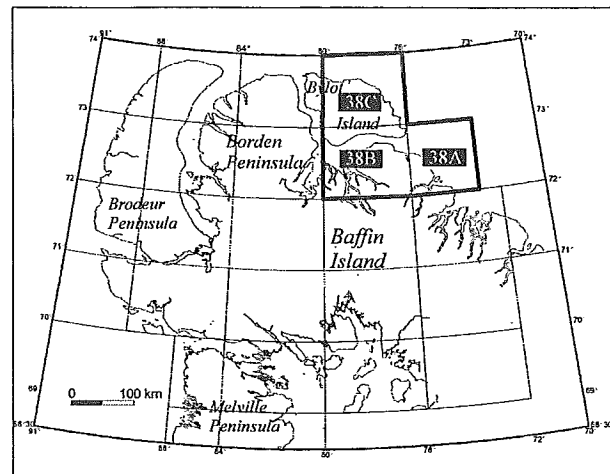 88°
84°
80°
76°
72°
70°
74°
74°
73
73°
72
72°
71
71°
70
70
69
69°
68°30'
91°
88°
84°
80°
76°
72°
Bylot
Island
38C
38B
38A
Borden
Peninsula
Brodeur
Peninsula
Baffin
Island
Melville
Peninsula
0 100 km